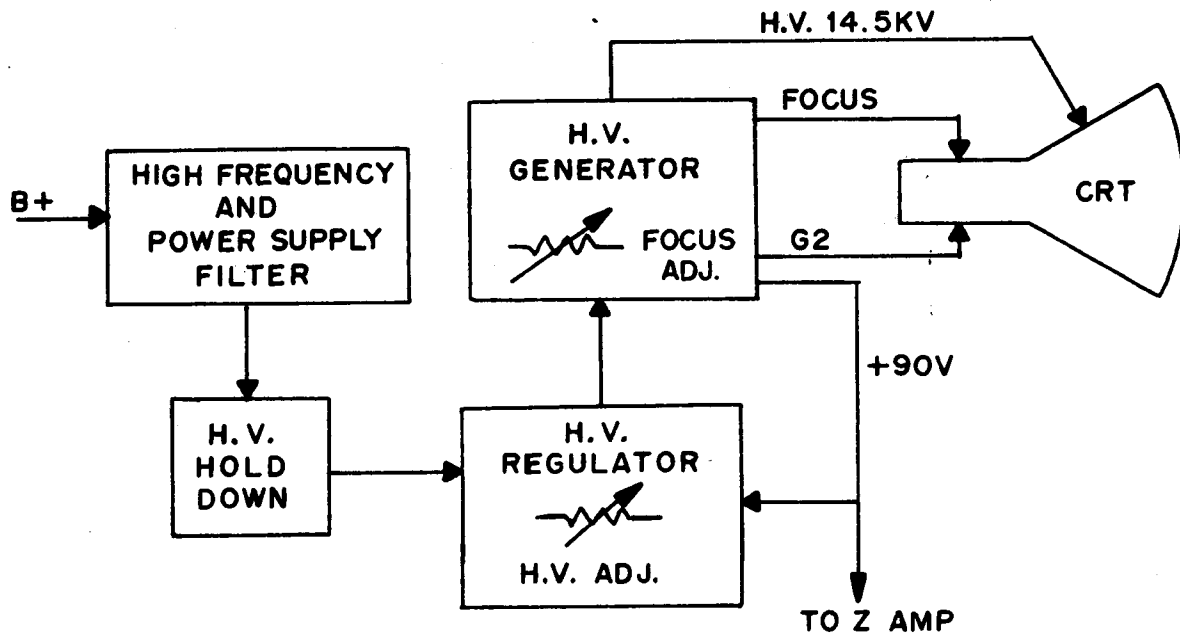 H.V. 14.5KV
FOCUS
H.V.
GENERATOR
FOCUS
ADJ.
G2
CRT
B+
HIGH FREQUENCY
AND
POWER SUPPLY
FILTER
+90V
H.V.
HOLD
DOWN
H.V.
REGULATOR
H.V. ADJ.
TO Z AMP